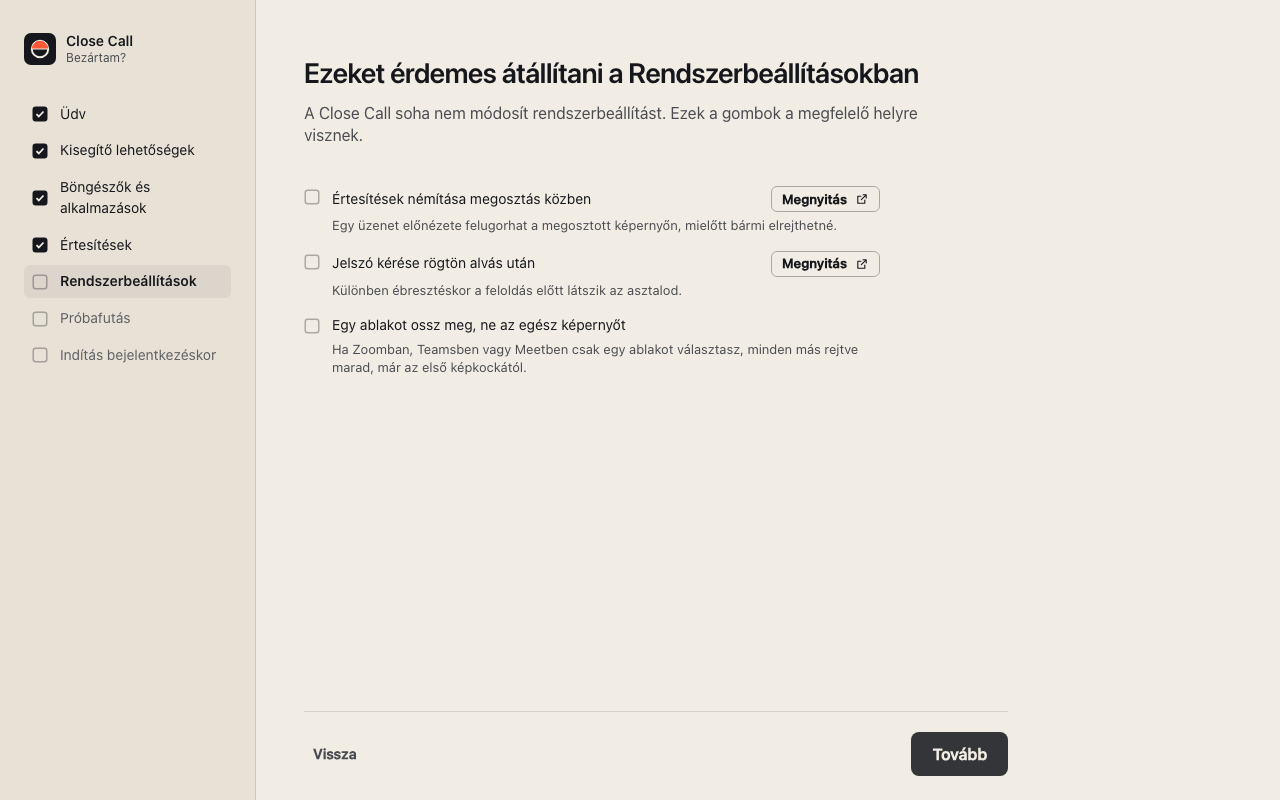 Close Call
Bezártam?
Üdv
Kisegítő lehetőségek
Böngészők és
alkalmazások
Értesítések
Rendszerbeállítások
Próbafutás
Indítás bejelentkezéskor
Ezeket érdemes átállítani a Rendszerbeállításokban
A Close Call soha nem módosít rendszerbeállítást. Ezek a gombok a megfelelő helyre
visznek.
Értesítések némítása megosztás közben
Megnyitás
Egy üzenet előnézete felugorhat a megosztott képernyőn, mielőtt bármi elrejthetné.
Jelszó kérése rögtön alvás után
Megnyitás
Különben ébresztéskor a feloldás előtt látszik az asztalod.
Egy ablakot ossz meg, ne az egész képernyőt
Ha Zoomban, Teamsben vagy Meetben csak egy ablakot választasz, minden más rejtve
marad, már az első képkockától.
Vissza
Tovább